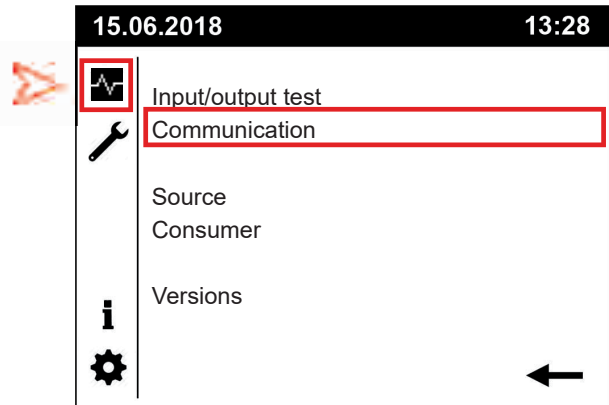 15.06.2018 13:28
Input/output test
Communication
Source
Consumer
Versions